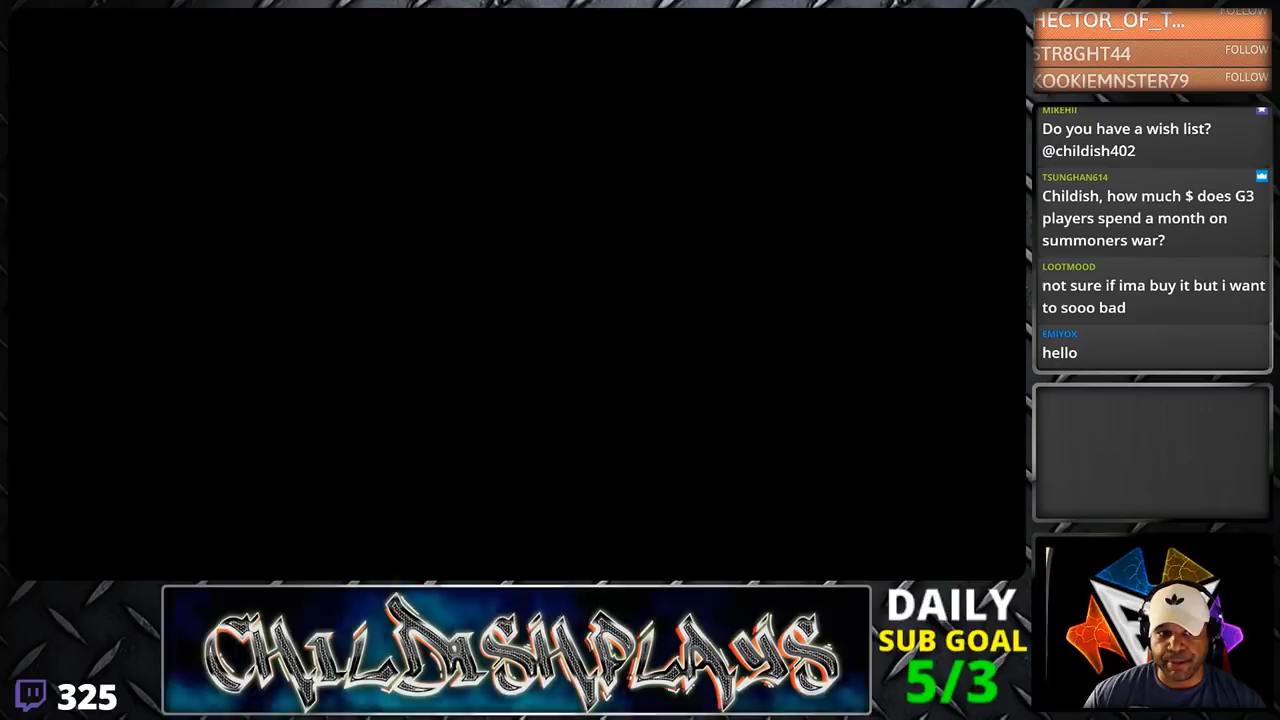 HECTOR_OF_T... FOLLOW
STR8GHT44 FOLLOW
KOOKIEMNSTER79 FOLLOW
MIKEHII
Do you have a wish list?
@childish402
TSUNGHAN614
Childish, how much $ does G3
players spend a month on
summoners war?
LOOTMOOD
not sure if ima buy it but i want
to sooo bad
EMIYOX
hello
CHILDISHPLAYS
DAILY
SUB GOAL
5/3
325